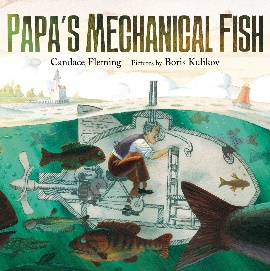 PAPA'S MECHANICAL FISH
Candace Fleming Pictures by Boris Kulikov